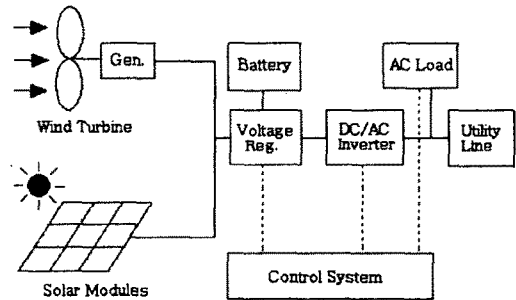 Gen.
Wind Turbine
Battery
AC Load
Voltage
Reg.
DC/AC
Inverter
Utility
Line
Solar Modules
Control System